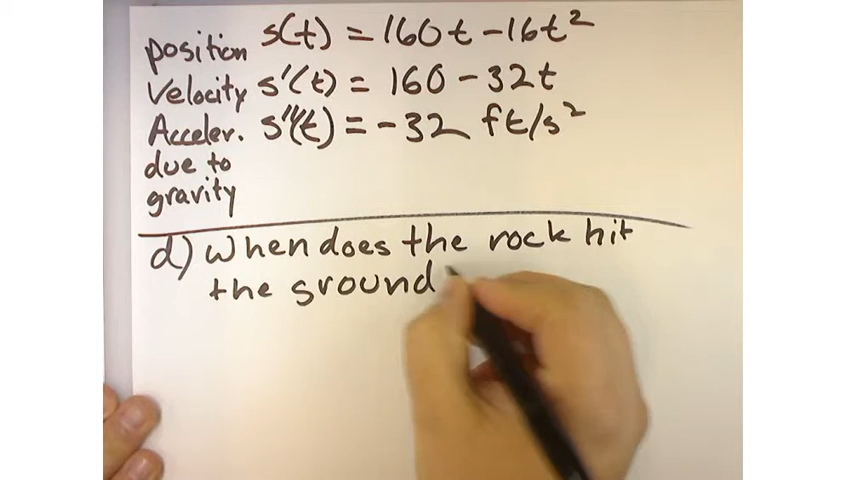 position s(t) = 160t - 16t²
Velocity s'(t) = 160 - 32t
Acceler. s''(t) = -32 ft/s²
due to
gravity
d) When does the rock hit
the ground